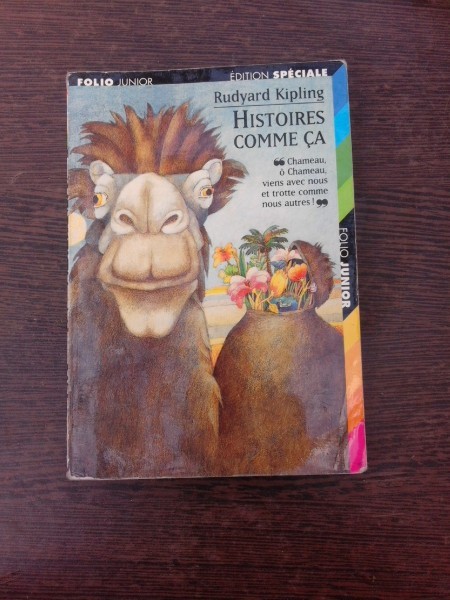 FOLIO JUNIOR
ÉDITION SPÉCIALE
Rudyard Kipling
HISTOIRES
COMME ÇA
❝Chameau,
ô Chameau,
viens avec nous
et trotte comme
nous autres !❞
FOLIO JUNIOR